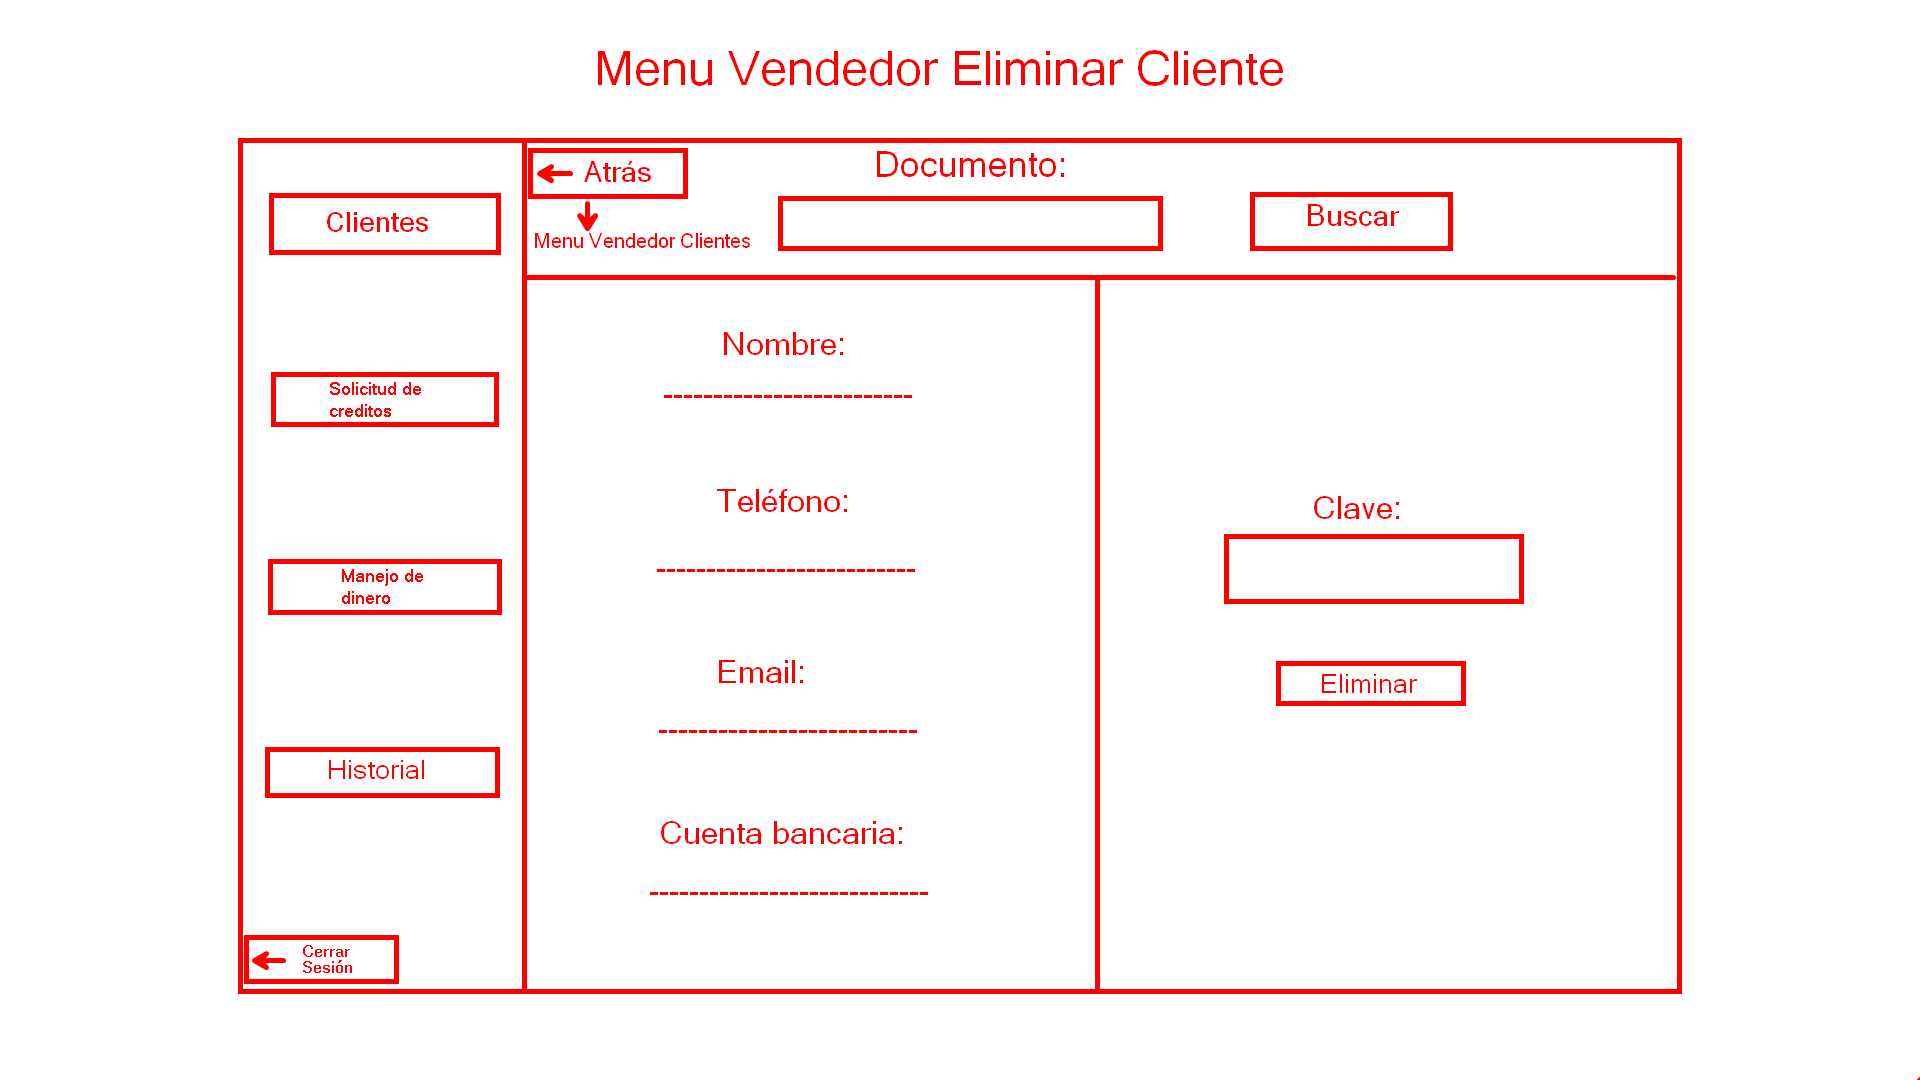 Menu Vendedor Eliminar Cliente
Clientes
Solicitud de
creditos
Manejo de
dinero
Historial
Cerrar
Sesión
Atrás
Menu Vendedor Clientes
Documento:
Buscar
Nombre:
-------------------------
Teléfono:
--------------------------
Email:
--------------------------
Cuenta bancaria:
----------------------------
Clave:
Eliminar